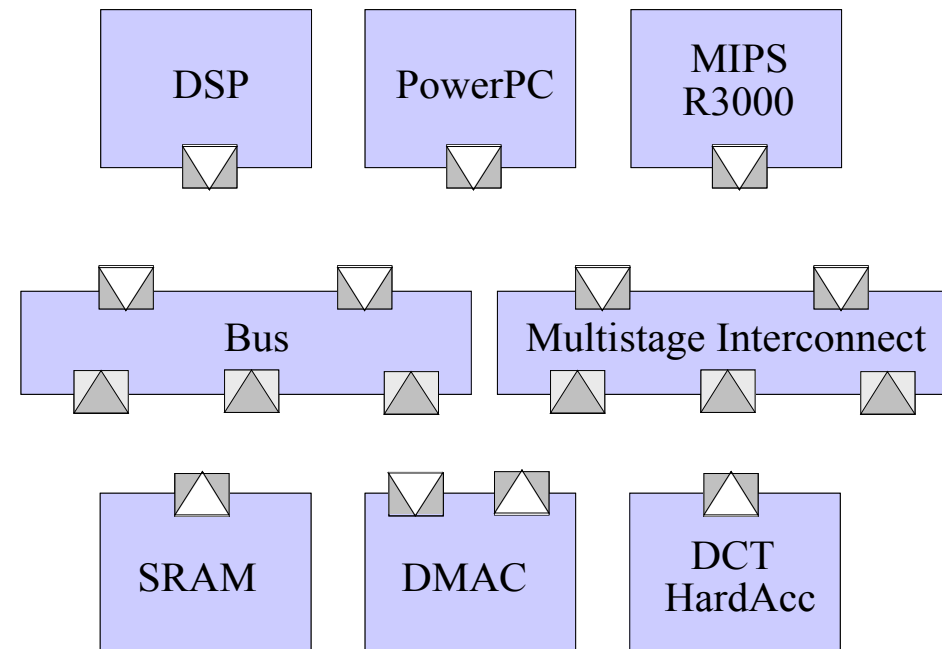 DSP
PowerPC
MIPS
R3000
Bus
Multistage Interconnect
SRAM
DMAC
DCT
HardAcc